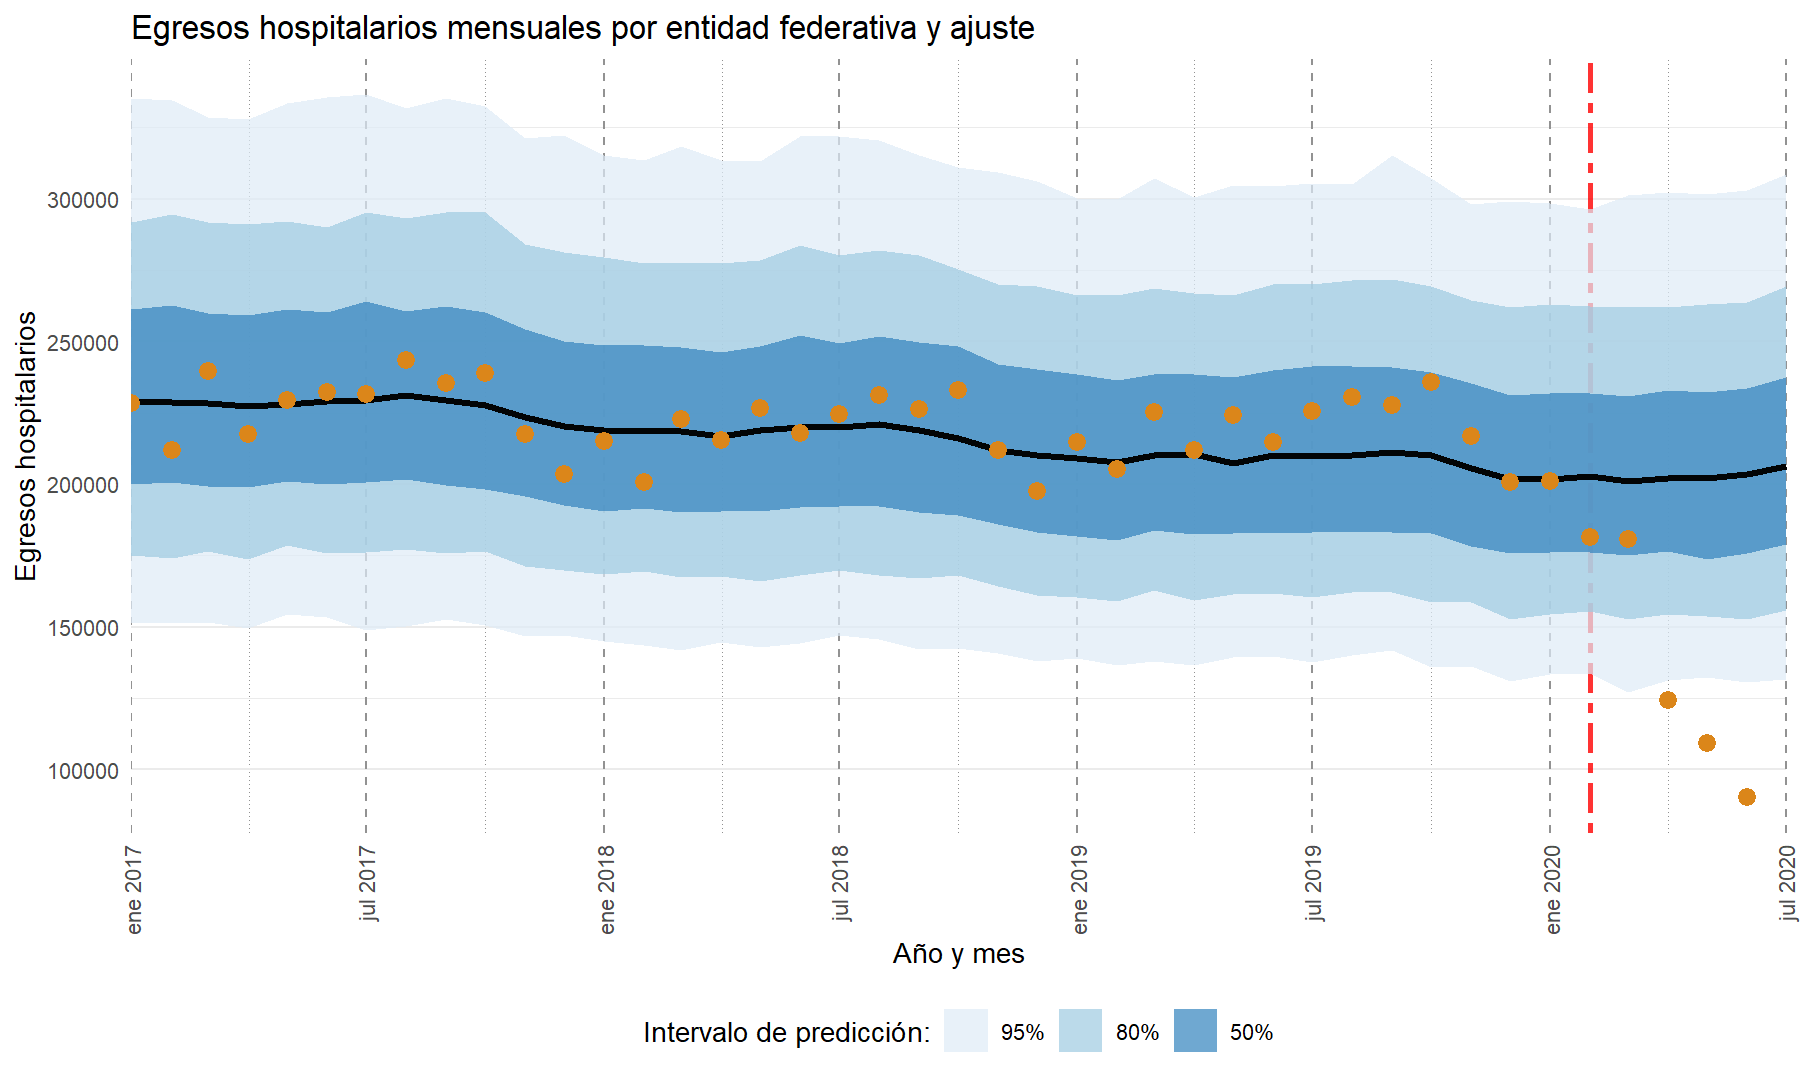 Egresos hospitalarios mensuales por entidad federativa y ajuste
Egresos hospitalarios
300000
250000
200000
150000
100000
ene 2017
jul 2017
ene 2018
jul 2018
ene 2019
jul 2019
ene 2020
jul 2020
Año y mes
Intervalo de predicción: 95% 80% 50%